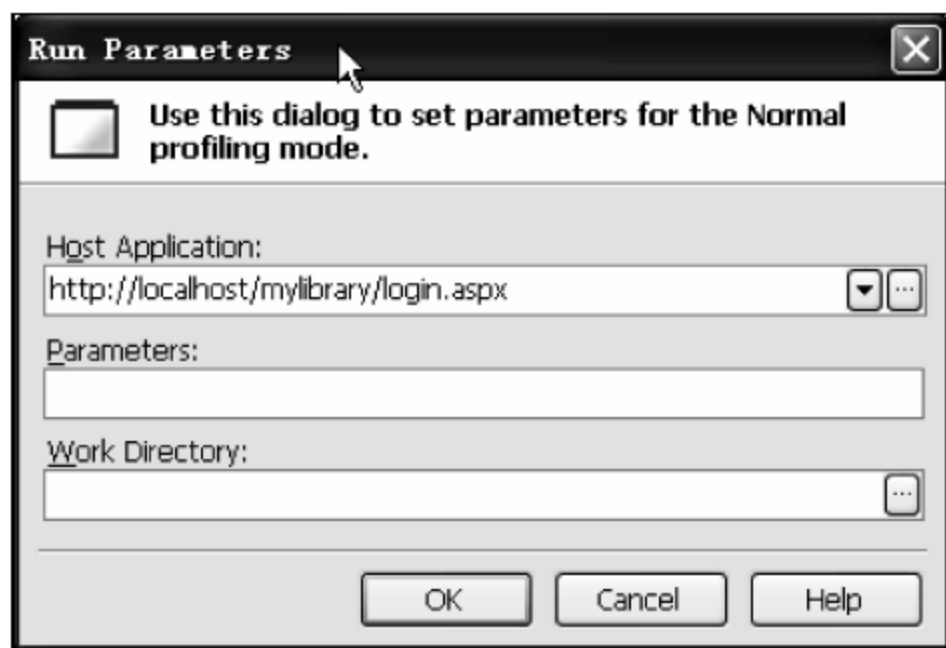 Run Parameters
Use this dialog to set parameters for the Normal
profiling mode.
Host Application:
http://localhost/mylibrary/login.aspx
...
Parameters:
Work Directory:
...
OK Cancel Help